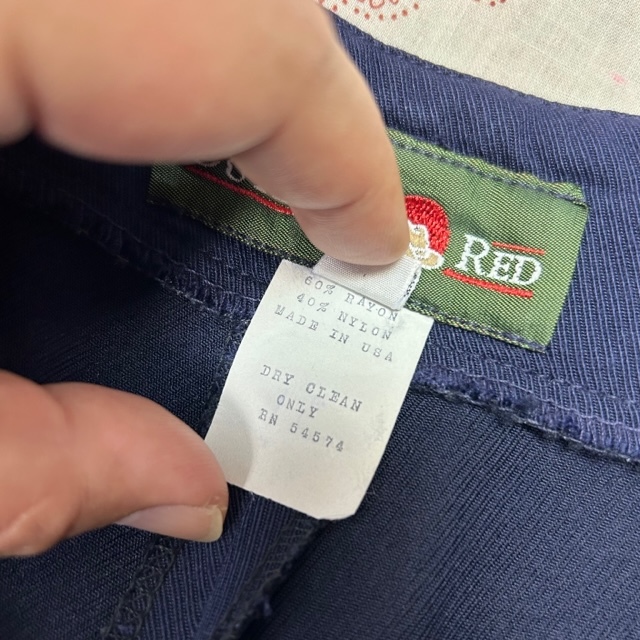 RED
60% RAYON
40% NYLON
MADE IN USA
DRY CLEAN
ONLY
RN 54574